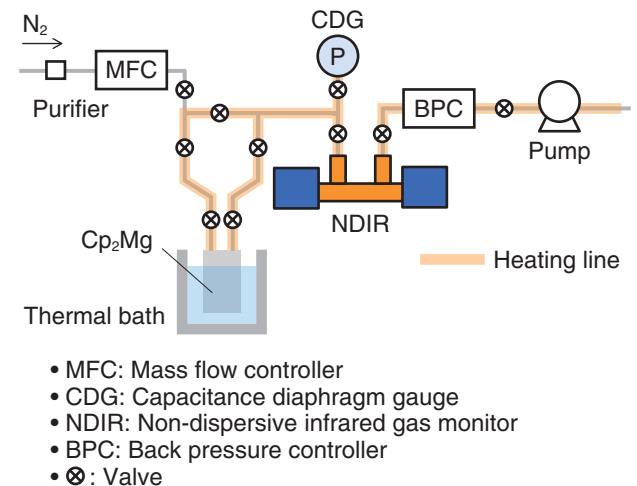 N₂
CDG
P
MFC
BPC
Purifier
Pump
NDIR
Cp₂Mg
Heating line
Thermal bath
• MFC: Mass flow controller
• CDG: Capacitance diaphragm gauge
• NDIR: Non-dispersive infrared gas monitor
• BPC: Back pressure controller
• ⊗: Valve